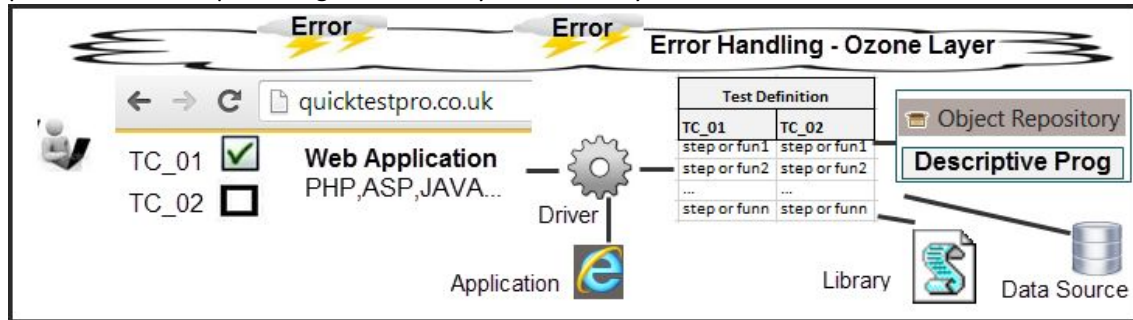 Error
Error
Error Handling - Ozone Layer
quicktestpro.co.uk
TC_01
TC_02
Web Application
PHP,ASP,JAVA...
Driver
Application
Test Definition
TC_01 TC_02
step or fun1 step or fun1
step or fun2 step or fun2
... ...
step or funn step or funn
Object Repository
Descriptive Prog
Library
Data Source